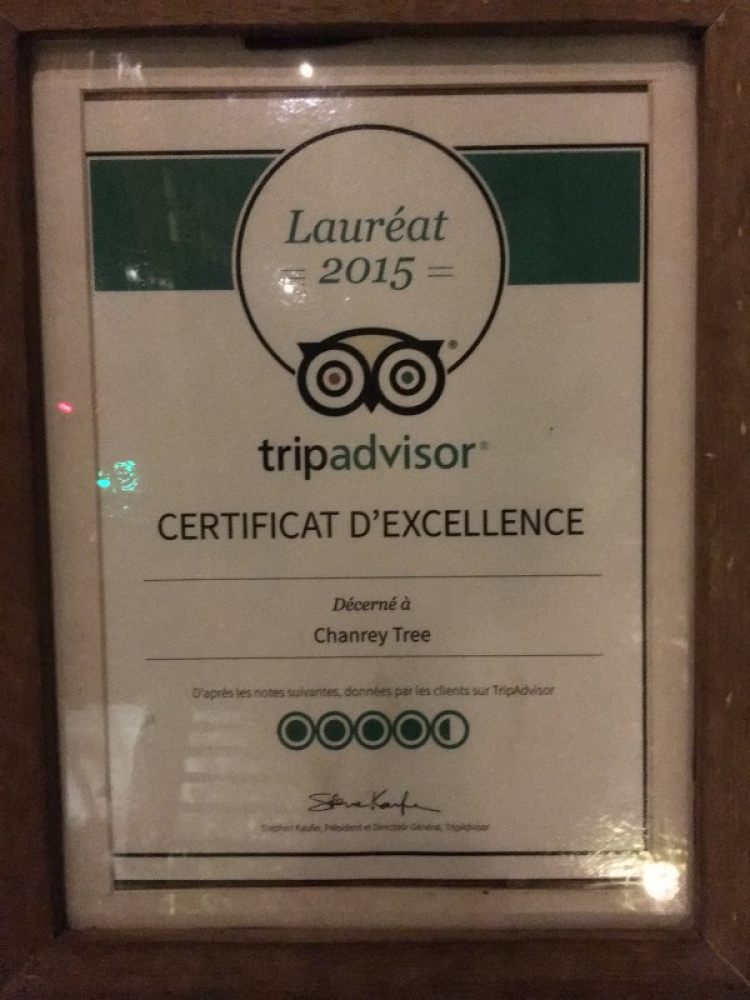 Lauréat
= 2015 =
tripadvisor®
CERTIFICAT D'EXCELLENCE
Décerné à
Chanrey Tree
D'après les notes suivantes, données par les clients sur TripAdvisor
Stephen Kaufer, Président et Directeur Général, TripAdvisor